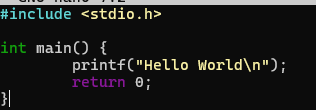 #include <stdio.h>
int main() {
        printf("Hello World\n");
        return 0;
}